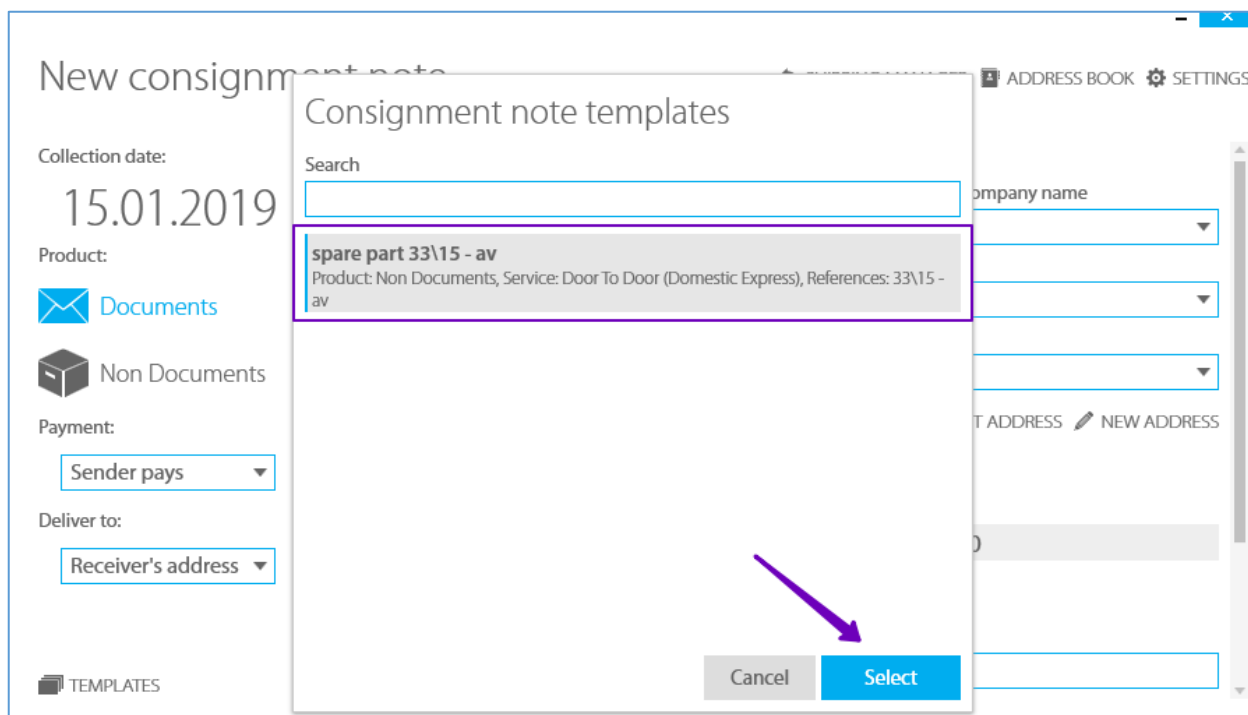 New consignm
ADDRESS BOOK
SETTINGS
Consignment note templates
Collection date:
15.01.2019
Product:
Documents
Non Documents
Payment:
Sender pays
Deliver to:
Receiver's address
TEMPLATES
Search
spare part 33\15 - av
Product: Non Documents, Service: Door To Door (Domestic Express), References: 33\15 -
av
Cancel
Select
ompany name
T ADDRESS
NEW ADDRESS